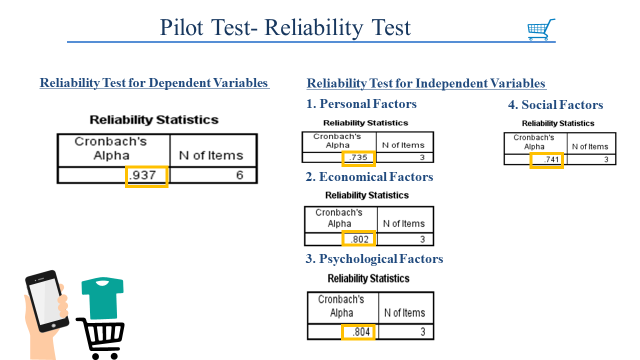 Pilot Test- Reliability Test
Reliability Test for Dependent Variables
Reliability Statistics
Cronbach's
Alpha N of Items
.937 6
Reliability Test for Independent Variables
1. Personal Factors
Reliability Statistics
Cronbach's
Alpha N of Items
.735 3
2. Economical Factors
Reliability Statistics
Cronbach's
Alpha N of Items
.802 3
3. Psychological Factors
Reliability Statistics
Cronbach's
Alpha N of Items
.804 3
4. Social Factors
Reliability Statistics
Cronbach's
Alpha N of Items
.741 3